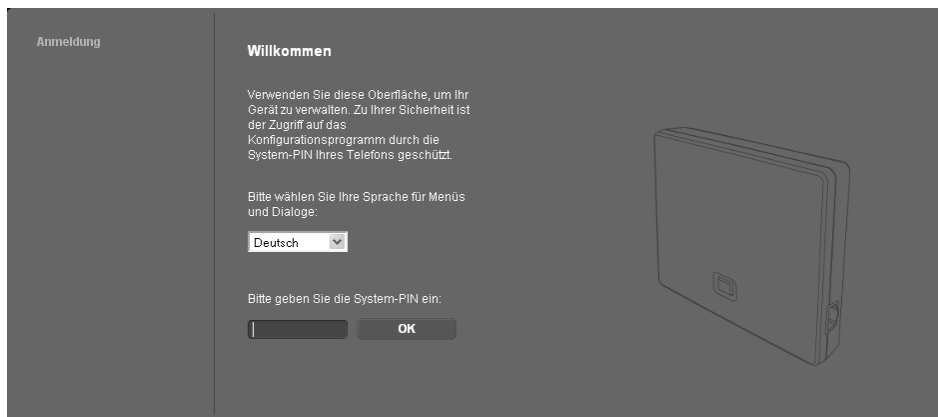 Anmeldung
Willkommen
Verwenden Sie diese Oberfläche, um Ihr
Gerät zu verwalten. Zu Ihrer Sicherheit ist
der Zugriff auf das
Konfigurationsprogramm durch die
System-PIN Ihres Telefons geschützt.
Bitte wählen Sie Ihre Sprache für Menüs
und Dialoge:
Deutsch
Bitte geben Sie die System-PIN ein:
OK